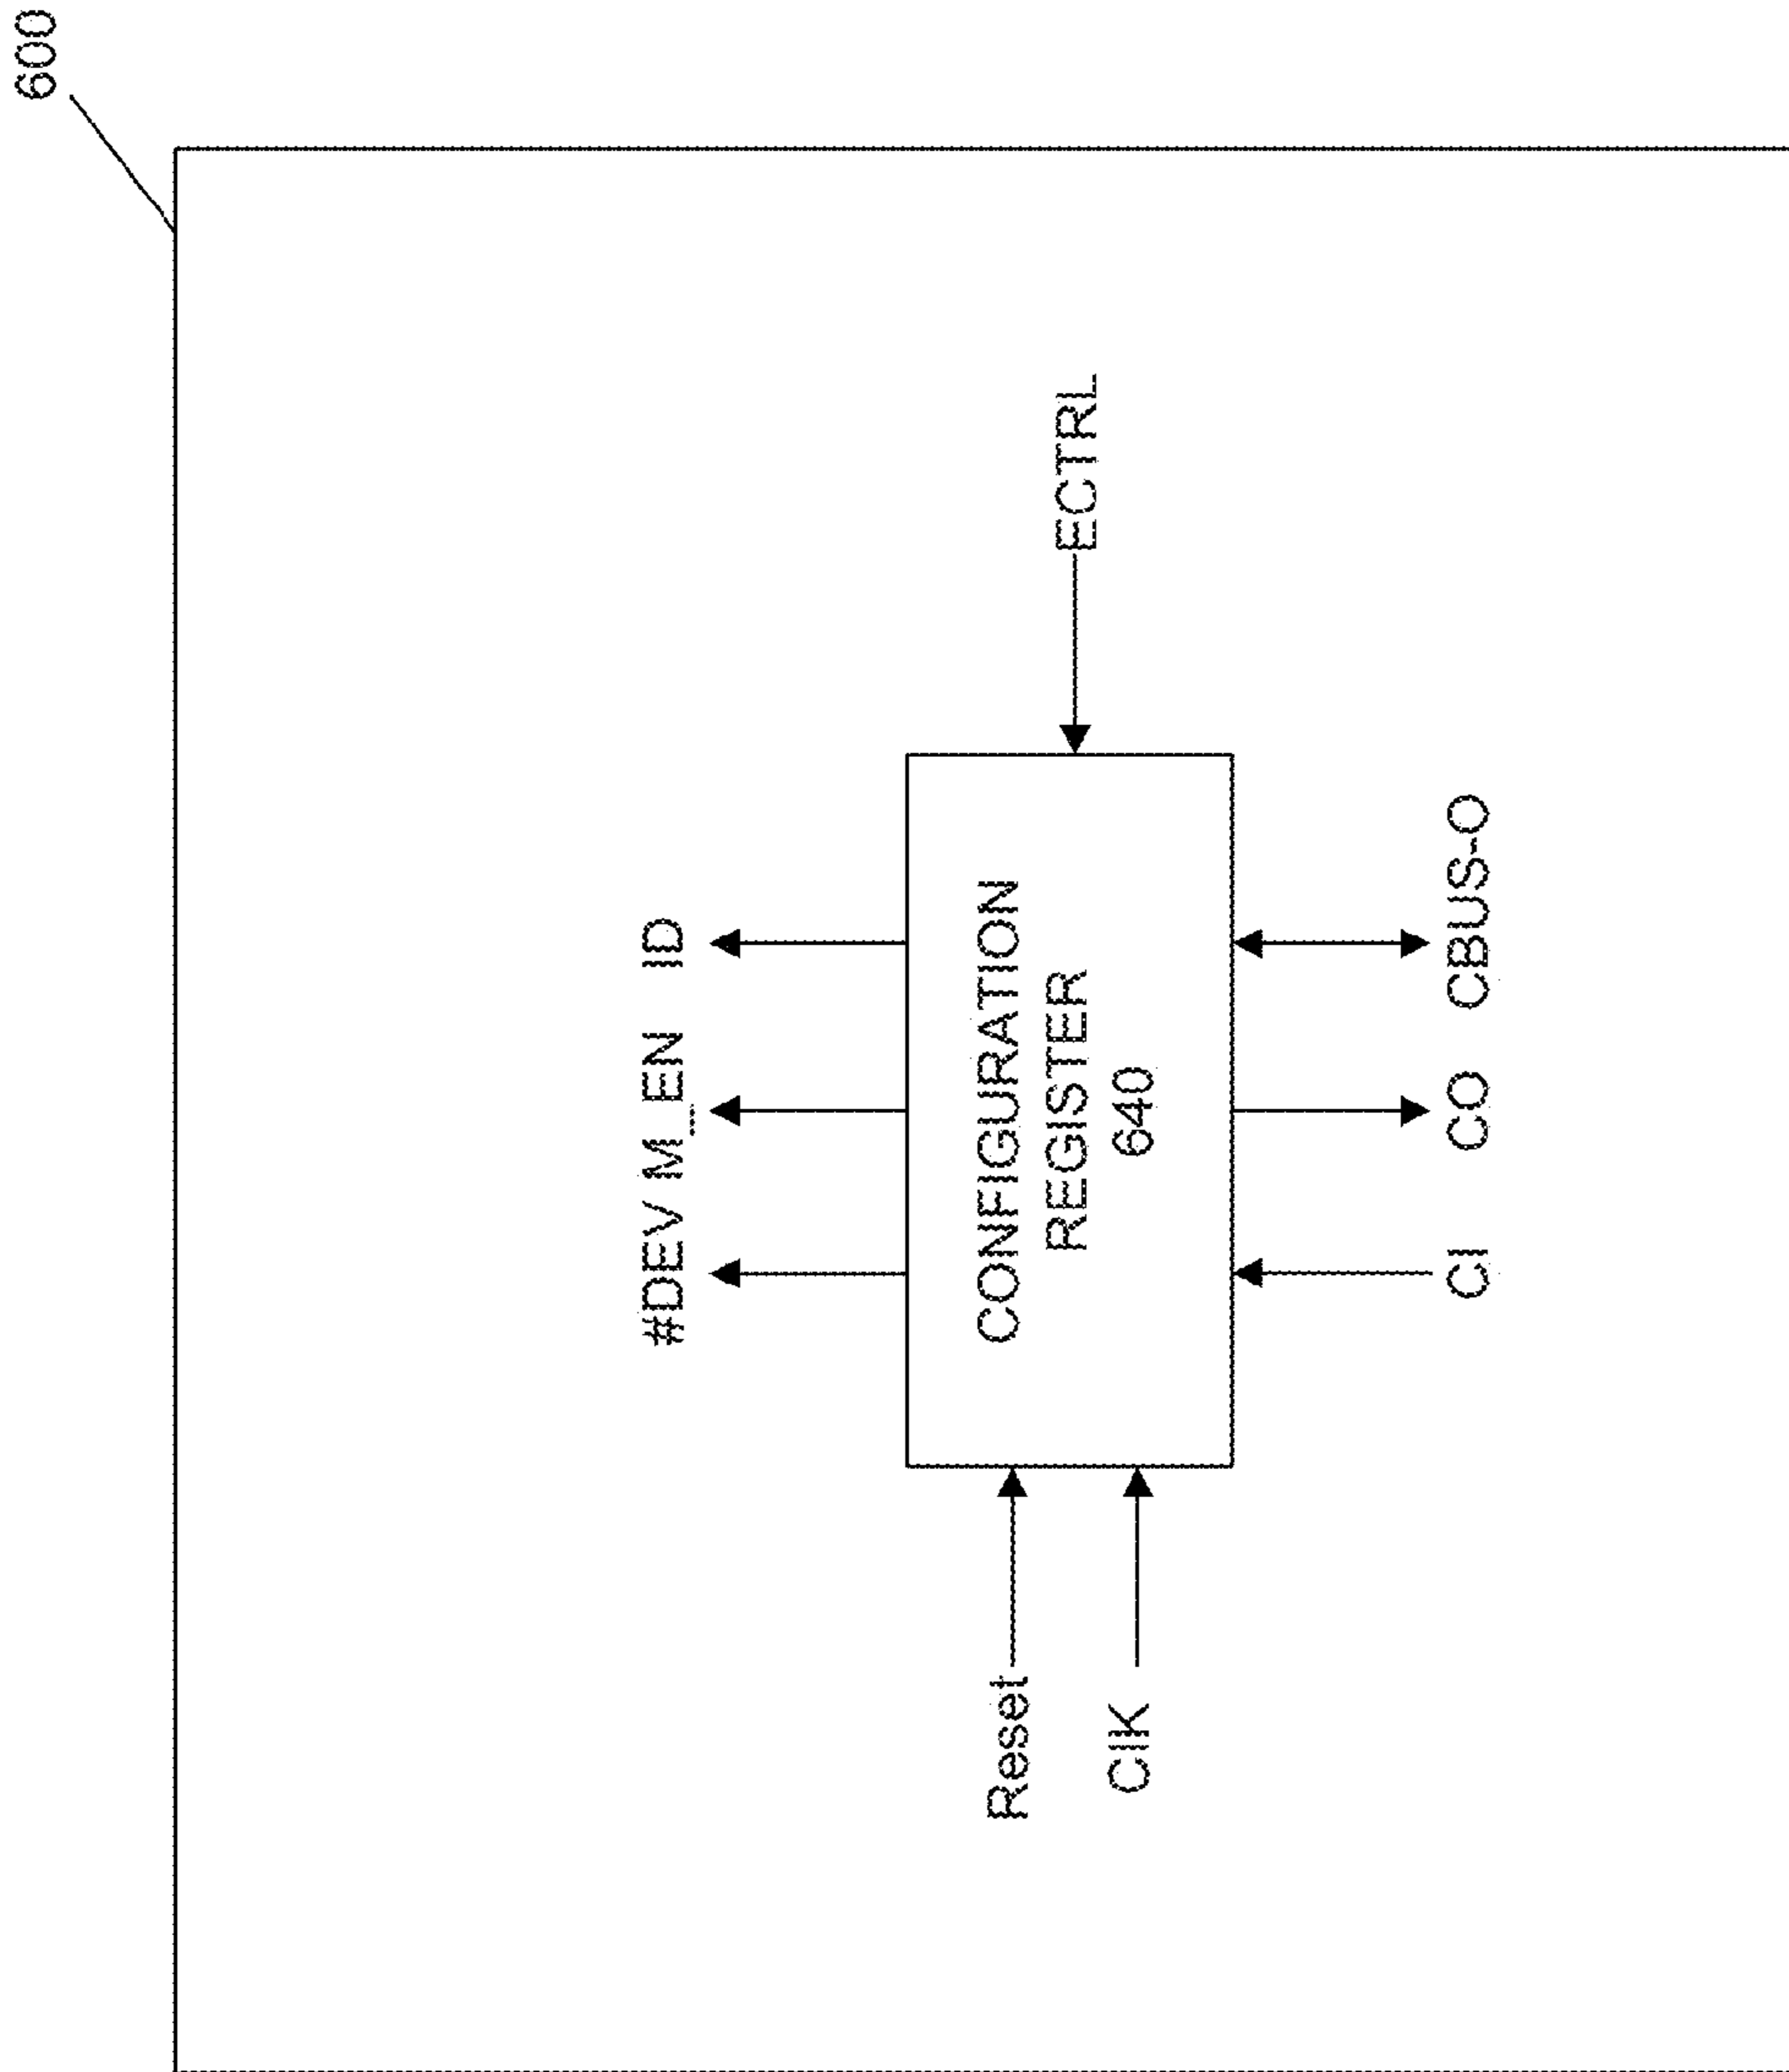 600
#DEV M_EN ID
Reset
ClK
CONFIGURATION
REGISTER
640
ECTRL
CI CO CBUS-O